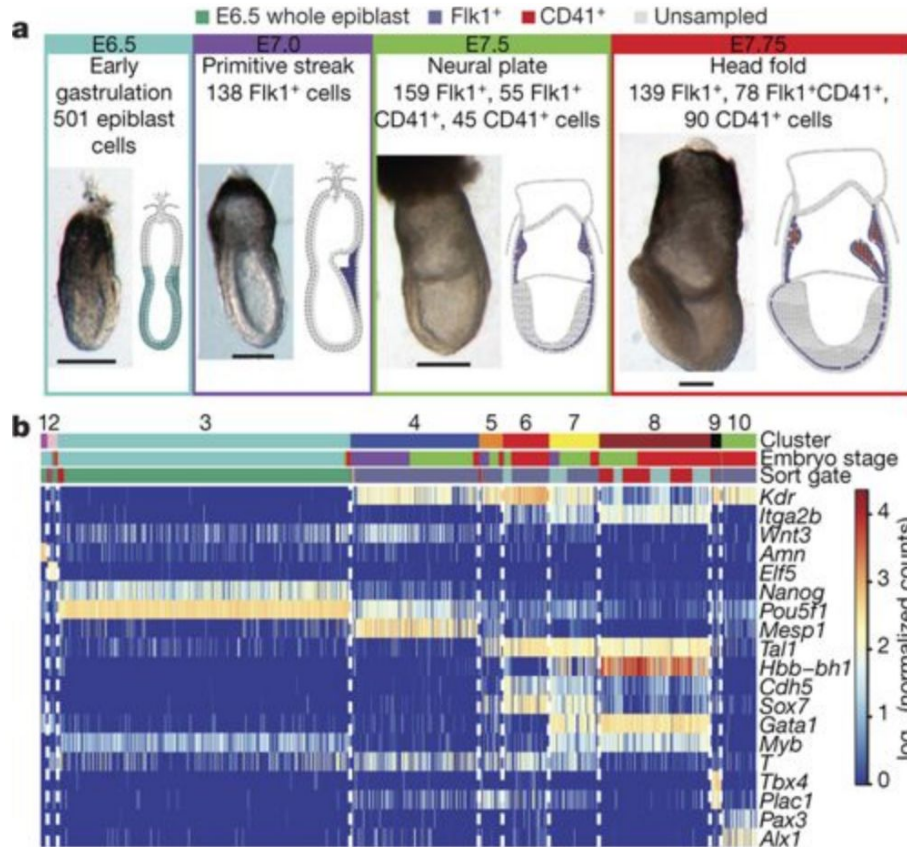 E6.5 whole epiblast Flk1⁺ CD41⁺ Unsampled
a
E6.5
Early
gastrulation
501 epiblast
cells
E7.0
Primitive streak
138 Flk1⁺ cells
E7.5
Neural plate
159 Flk1⁺, 55 Flk1⁺
CD41⁺, 45 CD41⁺ cells
E7.75
Head fold
139 Flk1⁺, 78 Flk1⁺CD41⁺,
90 CD41⁺ cells
b
1 2 3 4 5 6 7 8 9 10
Cluster
Embryo stage
Sort gate
Kdr
Itga2b
Wnt3
Amn
Elf5
Nanog
Pou5f1
Mesp1
Tal1
Hbb-bh1
Cdh5
Sox7
Gata1
Myb
T
Tbx4
Plac1
Pax3
Alx1
4
3
2
1
0
(normalized counts)